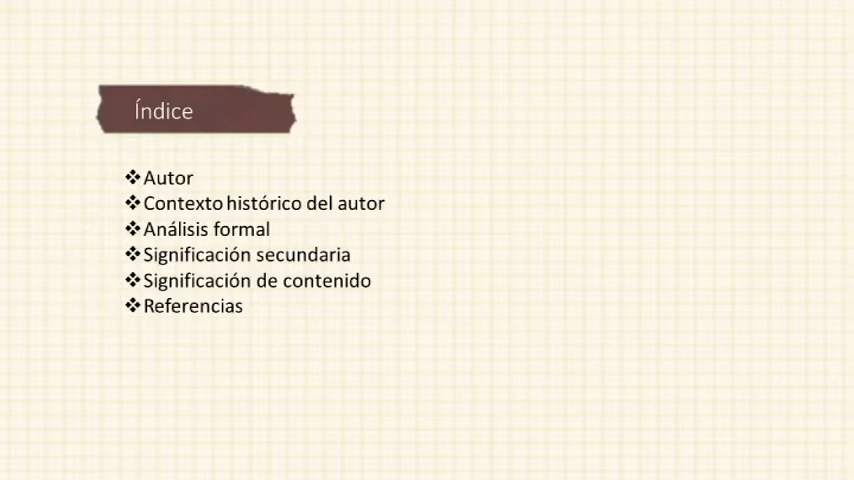 Índice
❖Autor
❖Contexto histórico del autor
❖Análisis formal
❖Significación secundaria
❖Significación de contenido
❖Referencias